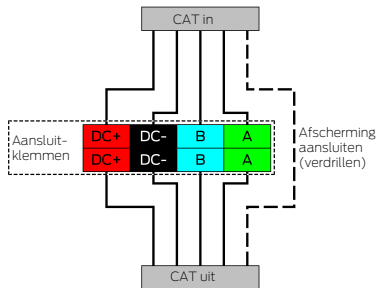 CAT in
Aansluit-
klemmen
DC+ DC- B A
DC+ DC- B A
Afscherming
aansluiten
(verdrillen)
CAT uit